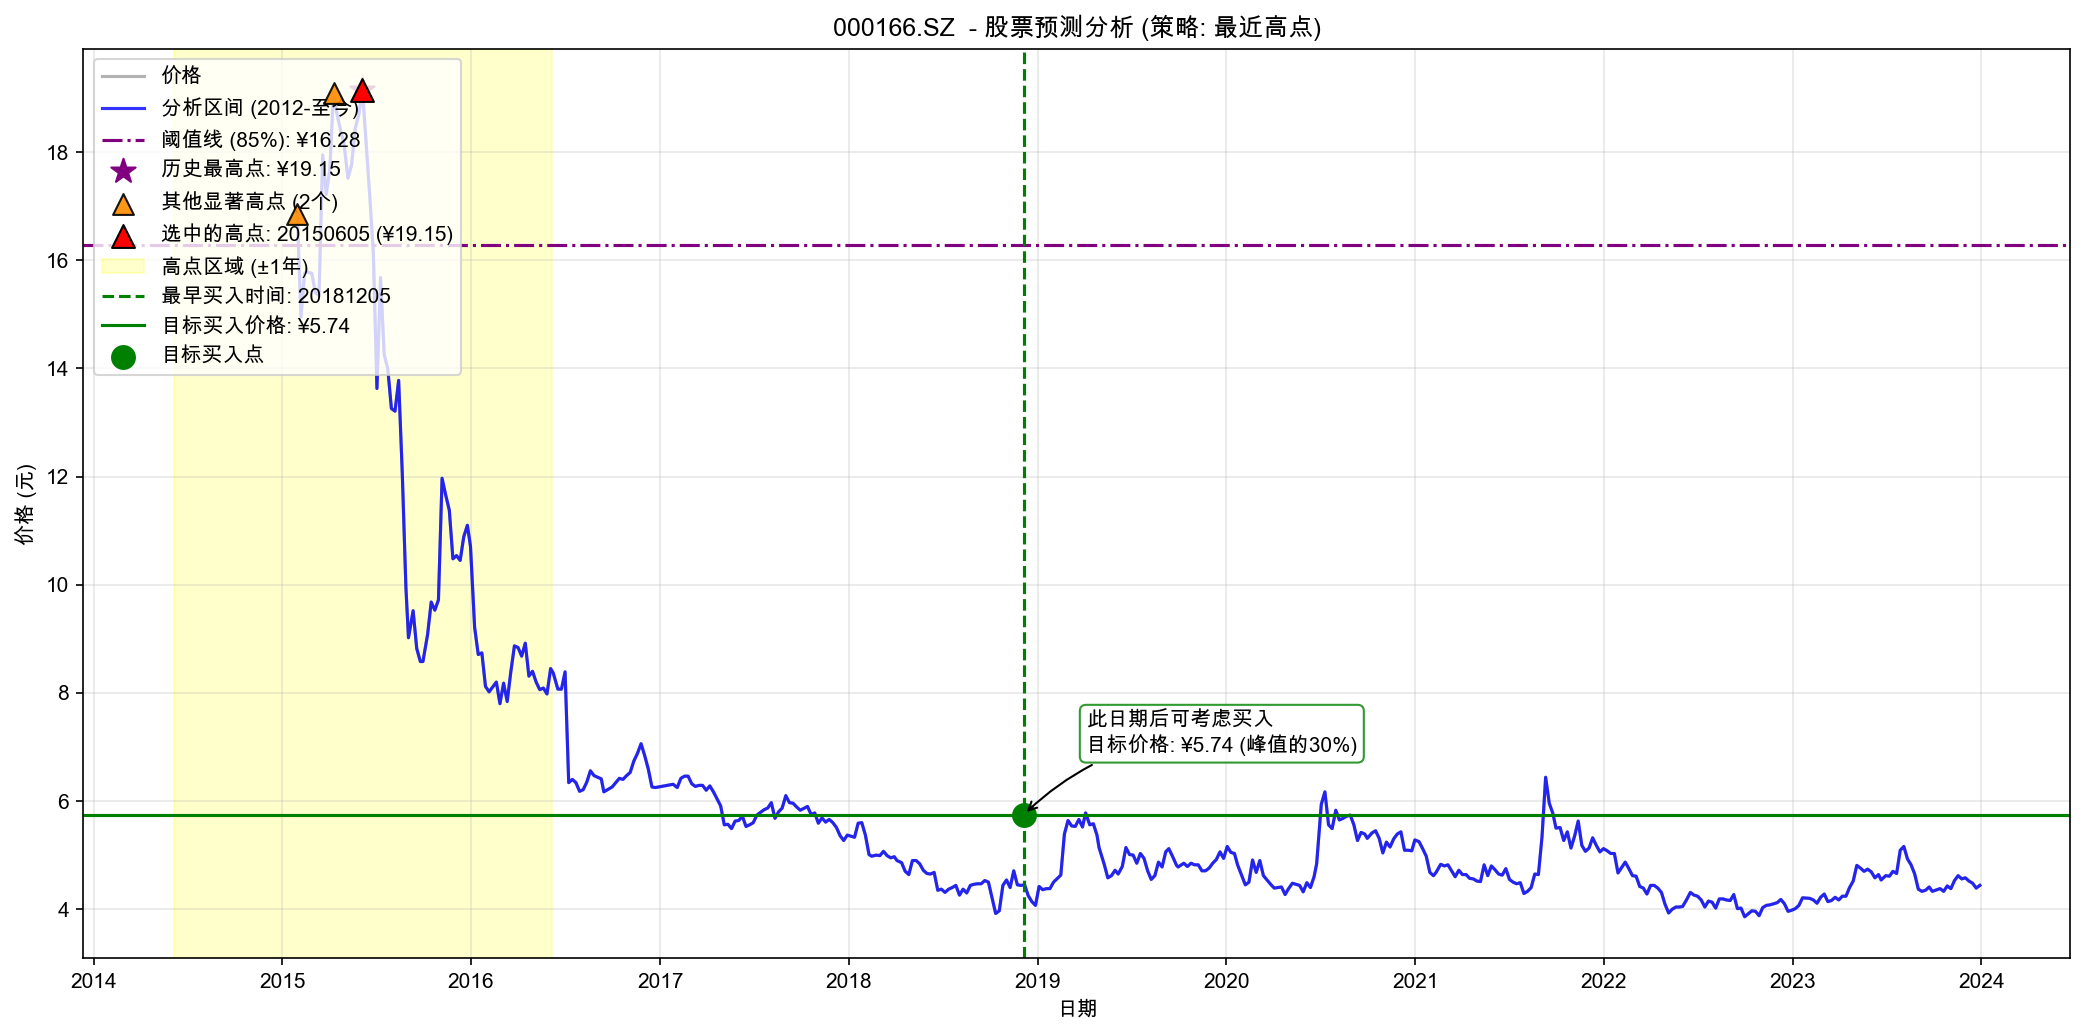 000166.SZ - 股票预测分析 (策略: 最近高点)
价格
分析区间 (2012-至今)
阈值线 (85%): ¥16.28
历史最高点: ¥19.15
其他显著高点 (2个)
选中的高点: 20150605 (¥19.15)
高点区域 (±1年)
最早买入时间: 20181205
目标买入价格: ¥5.74
目标买入点
18
16
14
12
10
8
6
4
价格 (元)
此日期后可考虑买入
目标价格: ¥5.74 (峰值的30%)
2014 2015 2016 2017 2018 2019 2020 2021 2022 2023 2024
日期